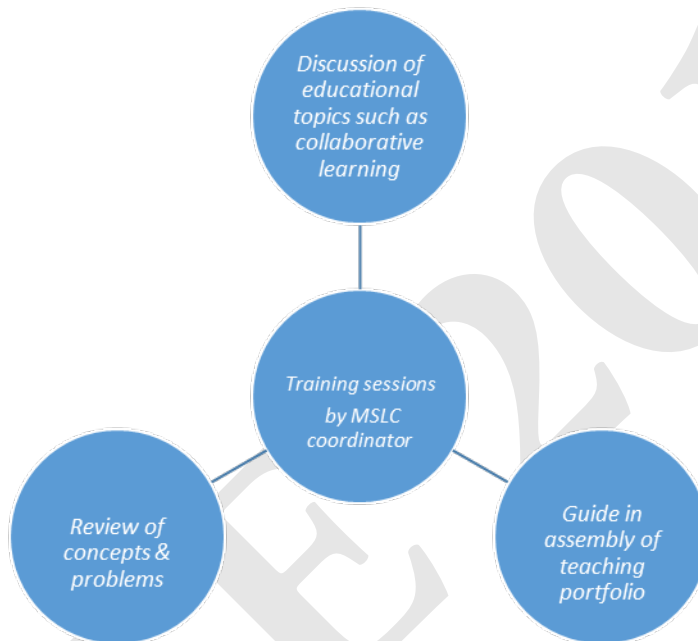 Discussion of
educational
topics such as
collaborative
learning
Training sessions
by MSLC
coordinator
Review of
concepts &
problems
Guide in
assembly of
teaching
portfolio